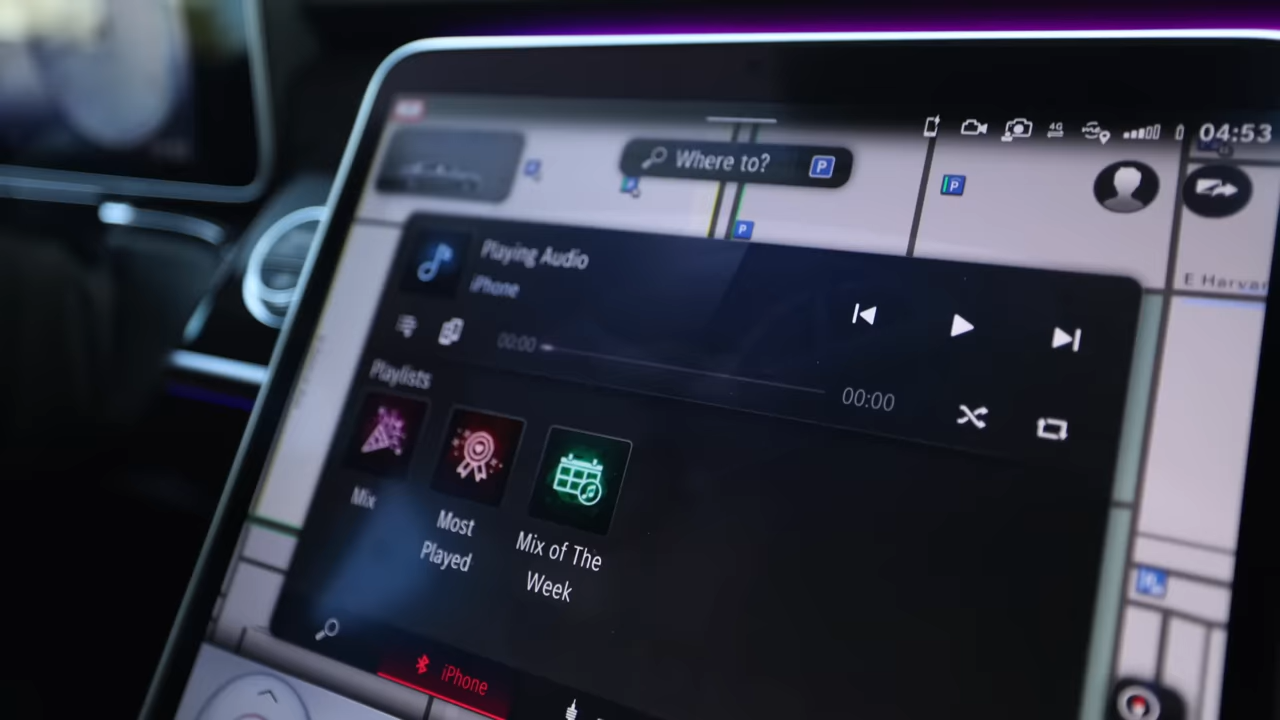 4G
04:53
Where to?
P
P
P
E Harvar
Playing Audio
iPhone
00:00
00:00
Playlists
Mix
Most
Played
Mix of The
Week
iPhone